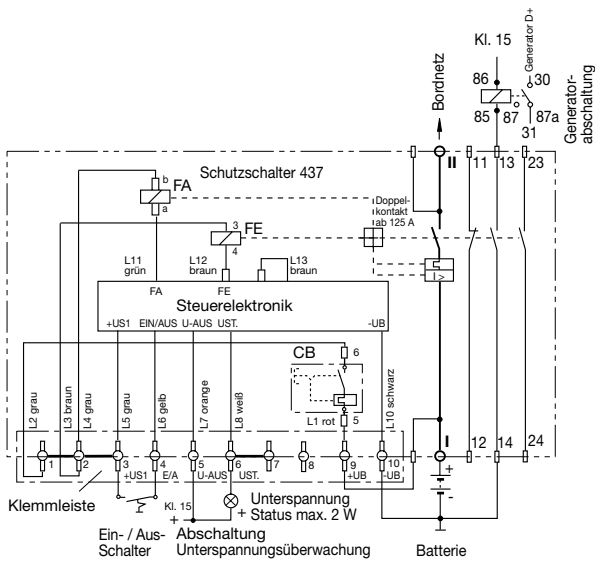 Kl. 15
Generator D+
86
30
85
87
87a
31
Generator-
abschaltung
Bordnetz
Schutzschalter 437
II
11
13
23
b
FA
a
Doppel-
kontakt
ab 125 A
3
FE
4
L11
grün
L12
braun
L13
braun
I >
FA
FE
Steuerelektronik
+US1
EIN/AUS
U-AUS
UST.
-UB
CB
6
5
L1 rot
L2 grau
L3 braun
L4 grau
L5 grau
L6 gelb
L7 orange
L8 weiß
L10 schwarz
I
12
14
24
1
2
3
4
5
6
7
8
9
10
+US1
E/A
U-AUS
UST.
+UB
-UB
Klemmleiste
Kl. 15
+
+
Unterspannung
Status max. 2 W
+
-
Ein- / Aus-
Schalter
Abschaltung
Unterspannungsüberwachung
Batterie